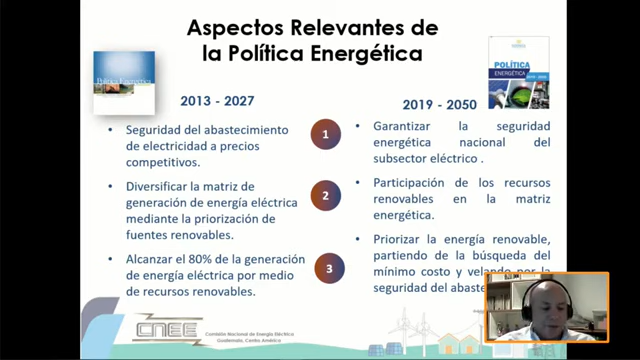 Aspectos Relevantes de
la Política Energética
Política Energética
2013 - 2027
POLÍTICA
ENERGÉTICA
2019 - 2050
• Seguridad del abastecimiento
de electricidad a precios
competitivos.
• Diversificar la matriz de
generación de energía eléctrica
mediante la priorización de
fuentes renovables.
• Alcanzar el 80% de la generación
de energía eléctrica por medio
de recursos renovables.
1
2
3
• Garantizar la seguridad
energética nacional del
subsector eléctrico .
• Participación de los recursos
renovables en la matriz
energética.
• Priorizar la energía renovable,
partiendo de la búsqueda del
mínimo costo y velando por la
seguridad del
CNEE
Comisión Nacional de Energía Eléctrica
Guatemala, Centro América